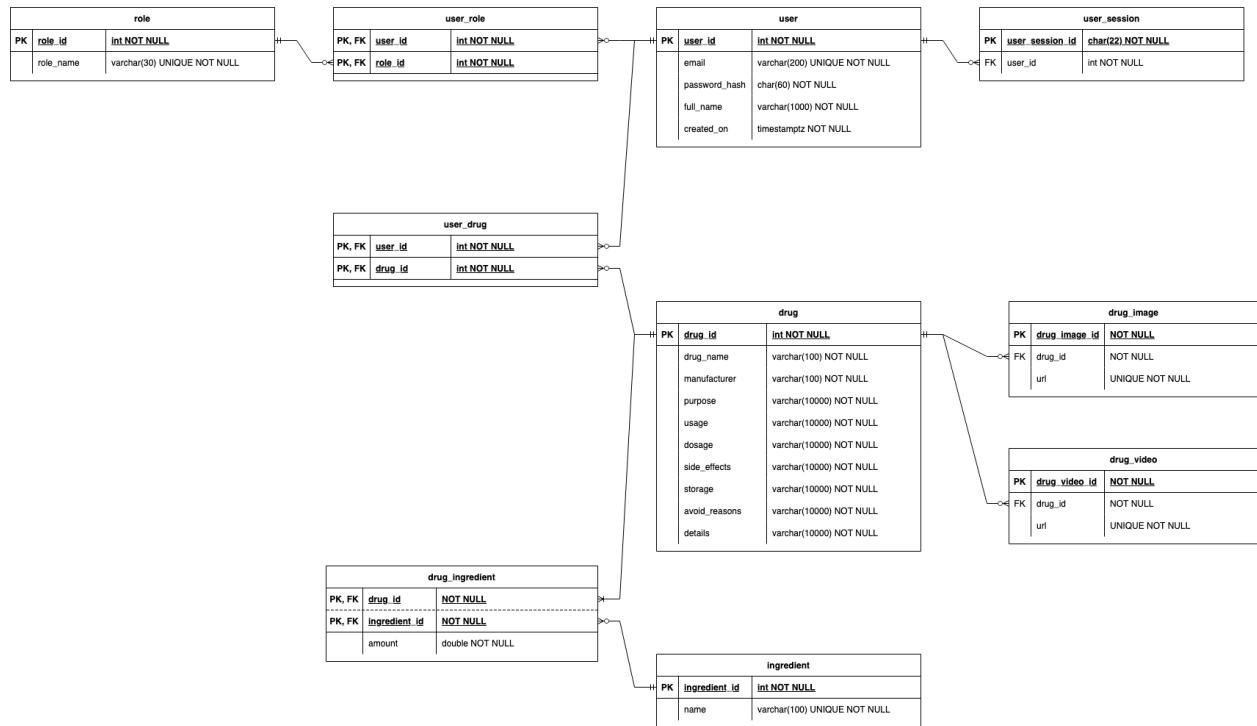 role
PK role_id int NOT NULL
role_name varchar(30) UNIQUE NOT NULL
user_role
PK, FK user_id int NOT NULL
PK, FK role_id int NOT NULL
user
PK user_id int NOT NULL
email varchar(200) UNIQUE NOT NULL
password_hash char(60) NOT NULL
full_name varchar(1000) NOT NULL
created_on timestamptz NOT NULL
user_session
PK user_session_id char(22) NOT NULL
FK user_id int NOT NULL
user_drug
PK, FK user_id int NOT NULL
PK, FK drug_id int NOT NULL
drug
PK drug_id int NOT NULL
drug_name varchar(100) NOT NULL
manufacturer varchar(100) NOT NULL
purpose varchar(10000) NOT NULL
usage varchar(10000) NOT NULL
dosage varchar(10000) NOT NULL
side_effects varchar(10000) NOT NULL
storage varchar(10000) NOT NULL
avoid_reasons varchar(10000) NOT NULL
details varchar(10000) NOT NULL
drug_image
PK drug_image_id NOT NULL
FK drug_id NOT NULL
url UNIQUE NOT NULL
drug_video
PK drug_video_id NOT NULL
FK drug_id NOT NULL
url UNIQUE NOT NULL
drug_ingredient
PK, FK drug_id NOT NULL
PK, FK ingredient_id NOT NULL
amount double NOT NULL
ingredient
PK ingredient_id int NOT NULL
name varchar(100) UNIQUE NOT NULL